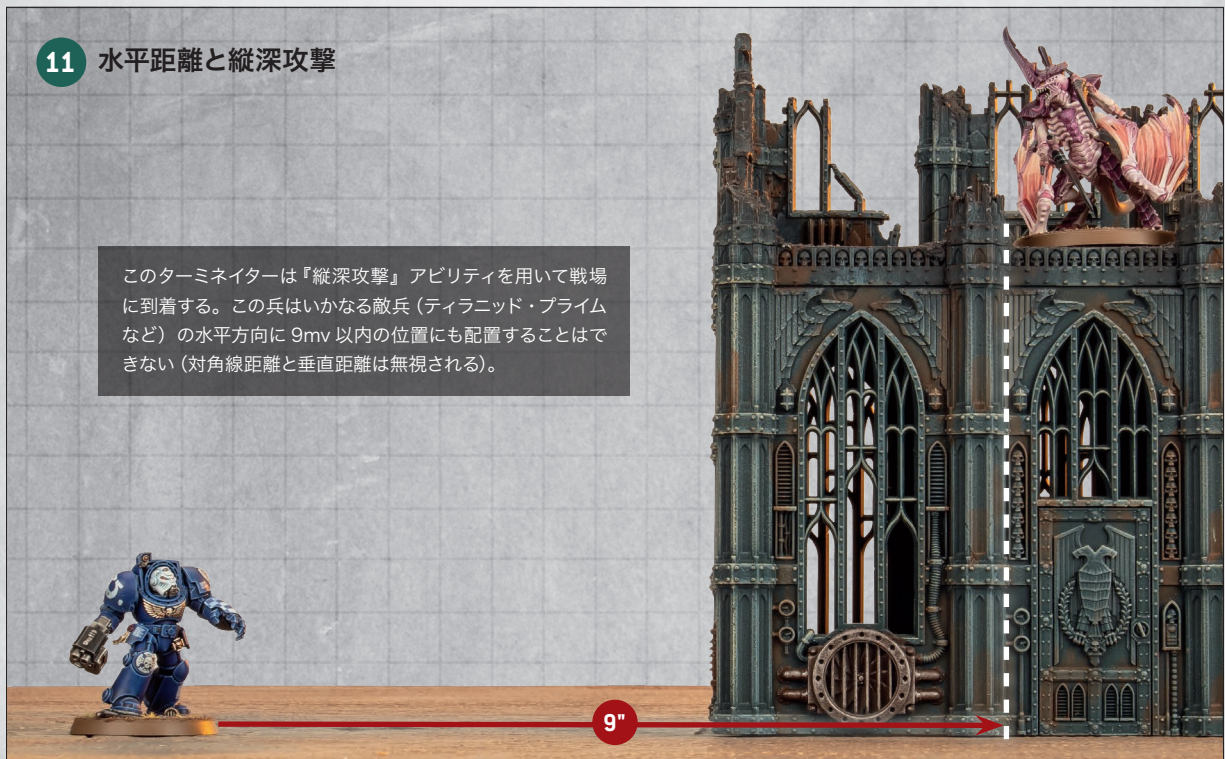 11 水平距離と縦深攻撃
このターミネイターは『縦深攻撃』アビリティを用いて戦場
に到着する。この兵はいかなる敵兵（ティラニッド・プライム
など）の水平方向に 9mv 以内の位置にも配置することはで
きない（対角線距離と垂直距離は無視される）。
9"